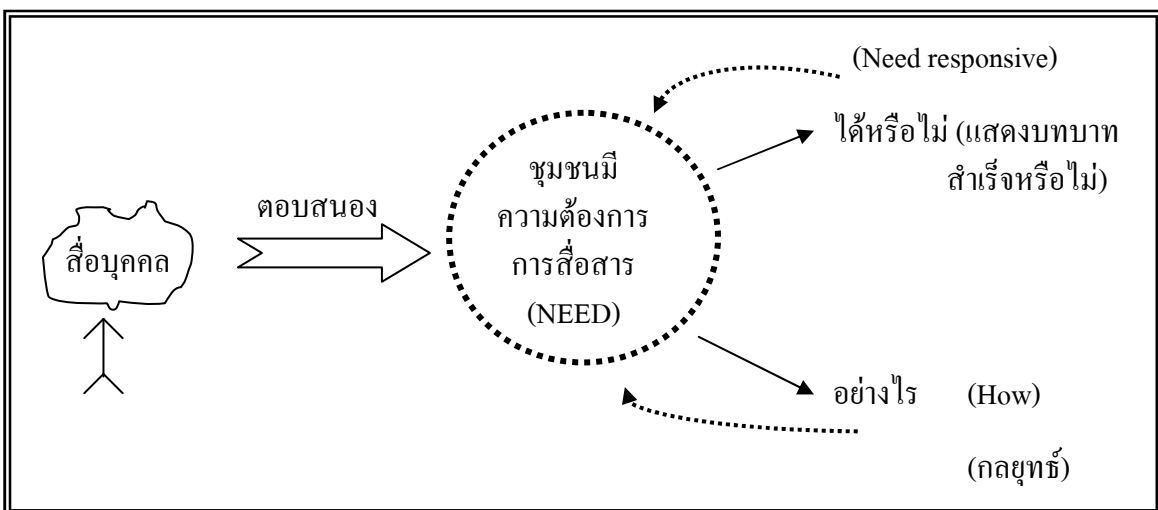 สื่อบุคคล
ตอบสนอง
ชุมชนมี
ความต้องการ
การสื่อสาร
(NEED)
(Need responsive)
ได้หรือไม่ (แสดงบทบาท
สำเร็จหรือไม่)
อย่างไร (How)
(กลยุทธ์)